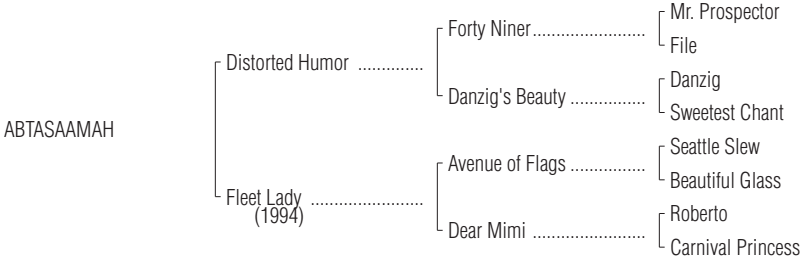 Mr. Prospector
Forty Niner........................
File
Distorted Humor ..............
Danzig
Danzig's Beauty ................
Sweetest Chant
ABTASAAMAH
Seattle Slew
Avenue of Flags ................
Beautiful Glass
Fleet Lady ........................
(1994)
Roberto
Dear Mimi ........................
Carnival Princess